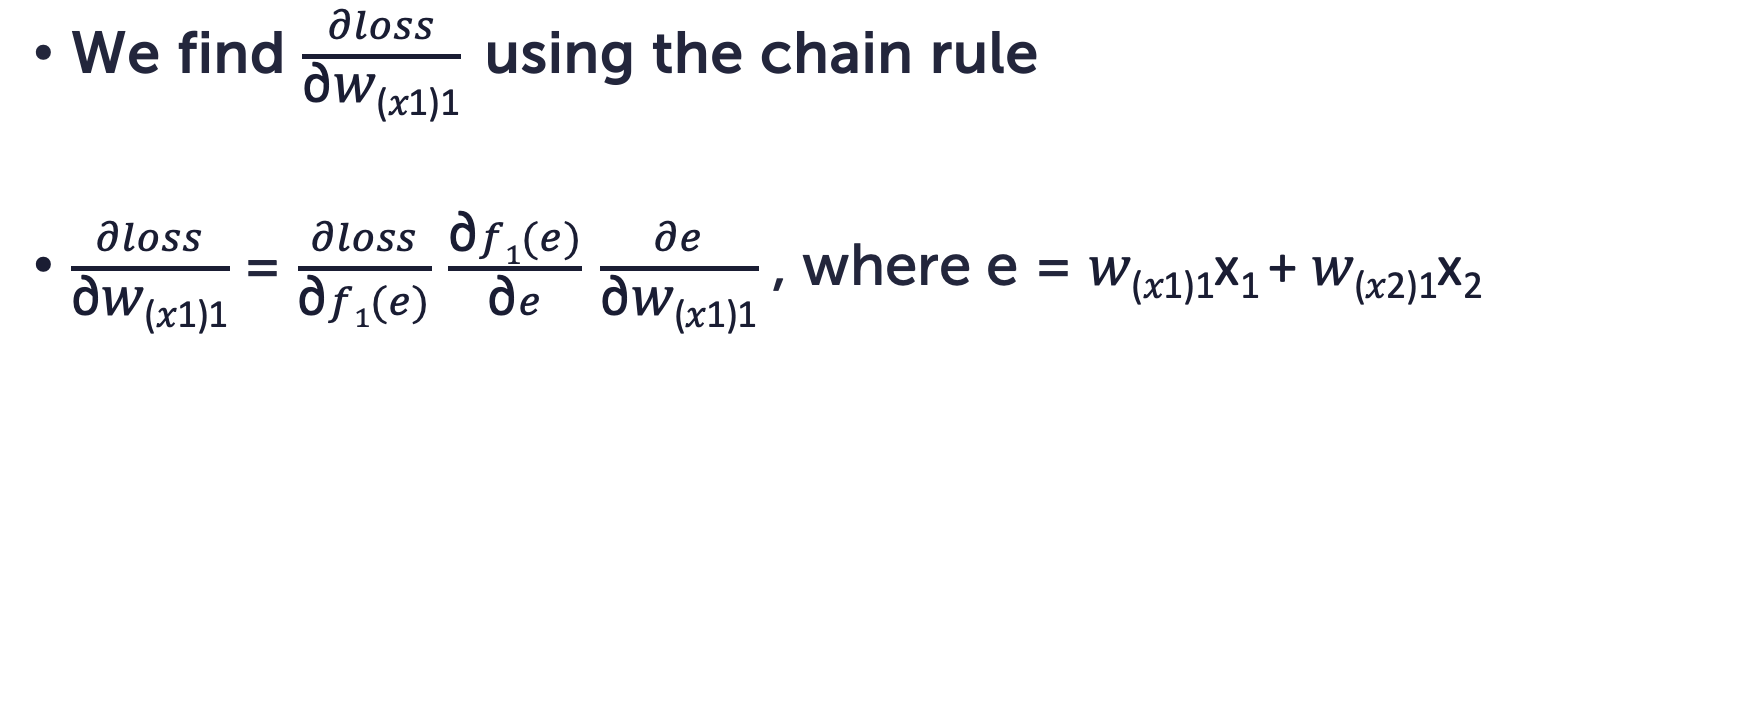 • We find ∂loss/∂w₍ₓ₁₎₁ using the chain rule
• ∂loss/∂w₍ₓ₁₎₁ = ∂loss/∂f₁(e) ∂f₁(e)/∂e ∂e/∂w₍ₓ₁₎₁ , where e = w₍ₓ₁₎₁x₁ + w₍ₓ₂₎₁x₂